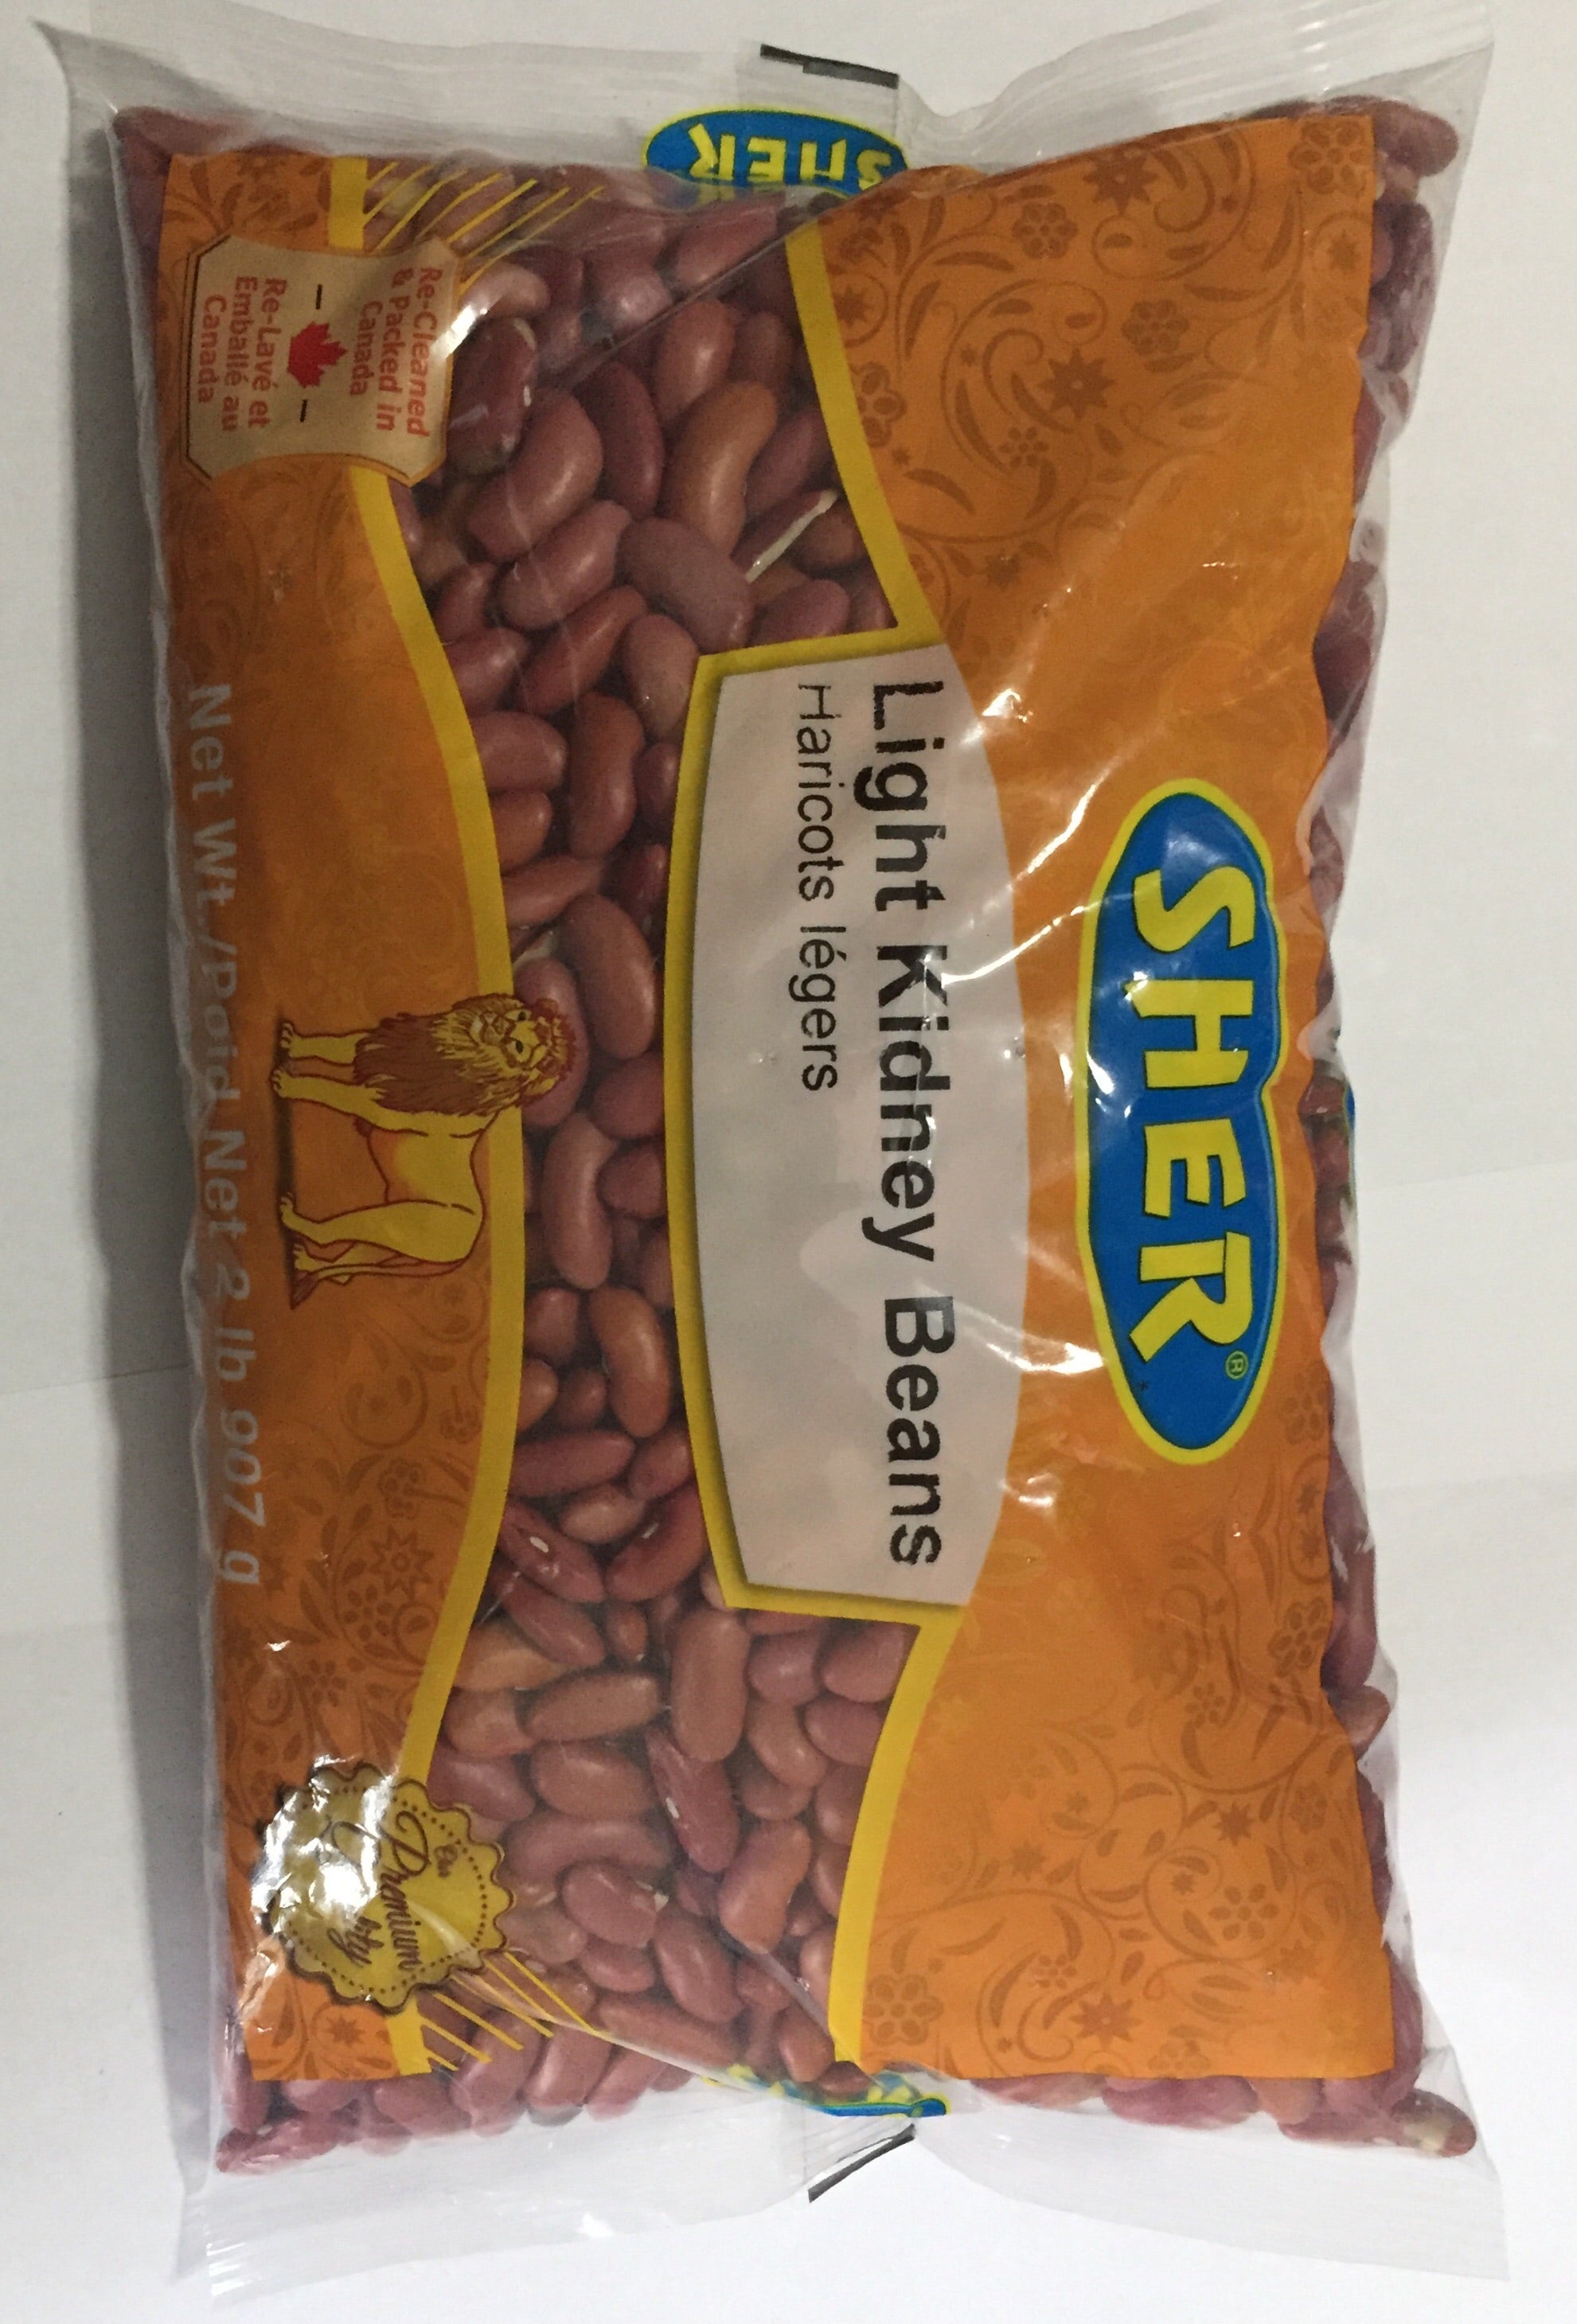 SHER
SHER®
Light Kidney Beans
Haricots légers
Re-Cleaned
& Packed in
Canada
Re-Lavé et
Emballé au
Canada
Premium
Net Wt./Poid Net 2 lb 907 g